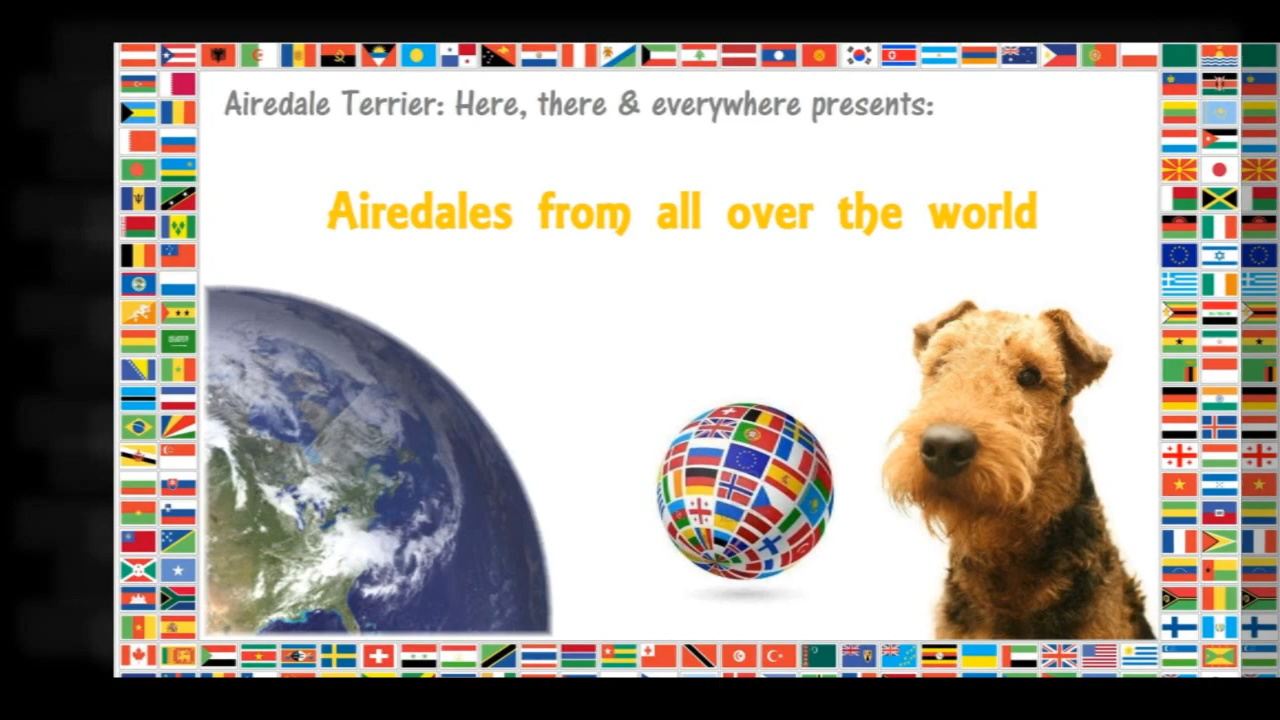 Airedale Terrier: Here, there & everywhere presents:
Airedales from all over the world